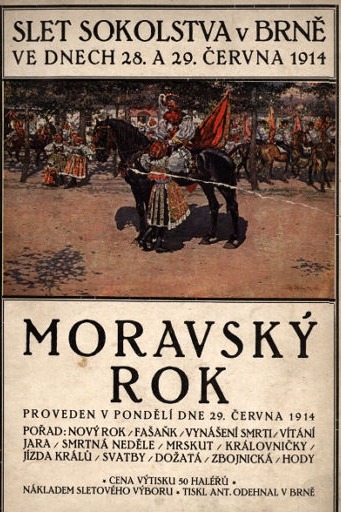 SLET SOKOLSTVA V BRNĚ
VE DNECH 28. A 29. ČERVNA 1914
MORAVSKÝ
ROK
PROVEDEN V PONDĚLÍ DNE 29. ČERVNA 1914
POŘAD: NOVÝ ROK / FAŠAŇK / VYNÁŠENÍ SMRTI / VÍTÁNÍ
JARA / SMRTNÁ NEDĚLE / MRSKUT / KRÁLOVNIČKY /
JÍZDA KRÁLŮ / SVATBY / DOŽATÁ / ZBOJNICKÁ / HODY
• CENA VÝTISKU 50 HALÉŘŮ •
NÁKLADEM SLETOVÉHO VÝBORU • TISKL ANT. ODEHNAL V BRNĚ